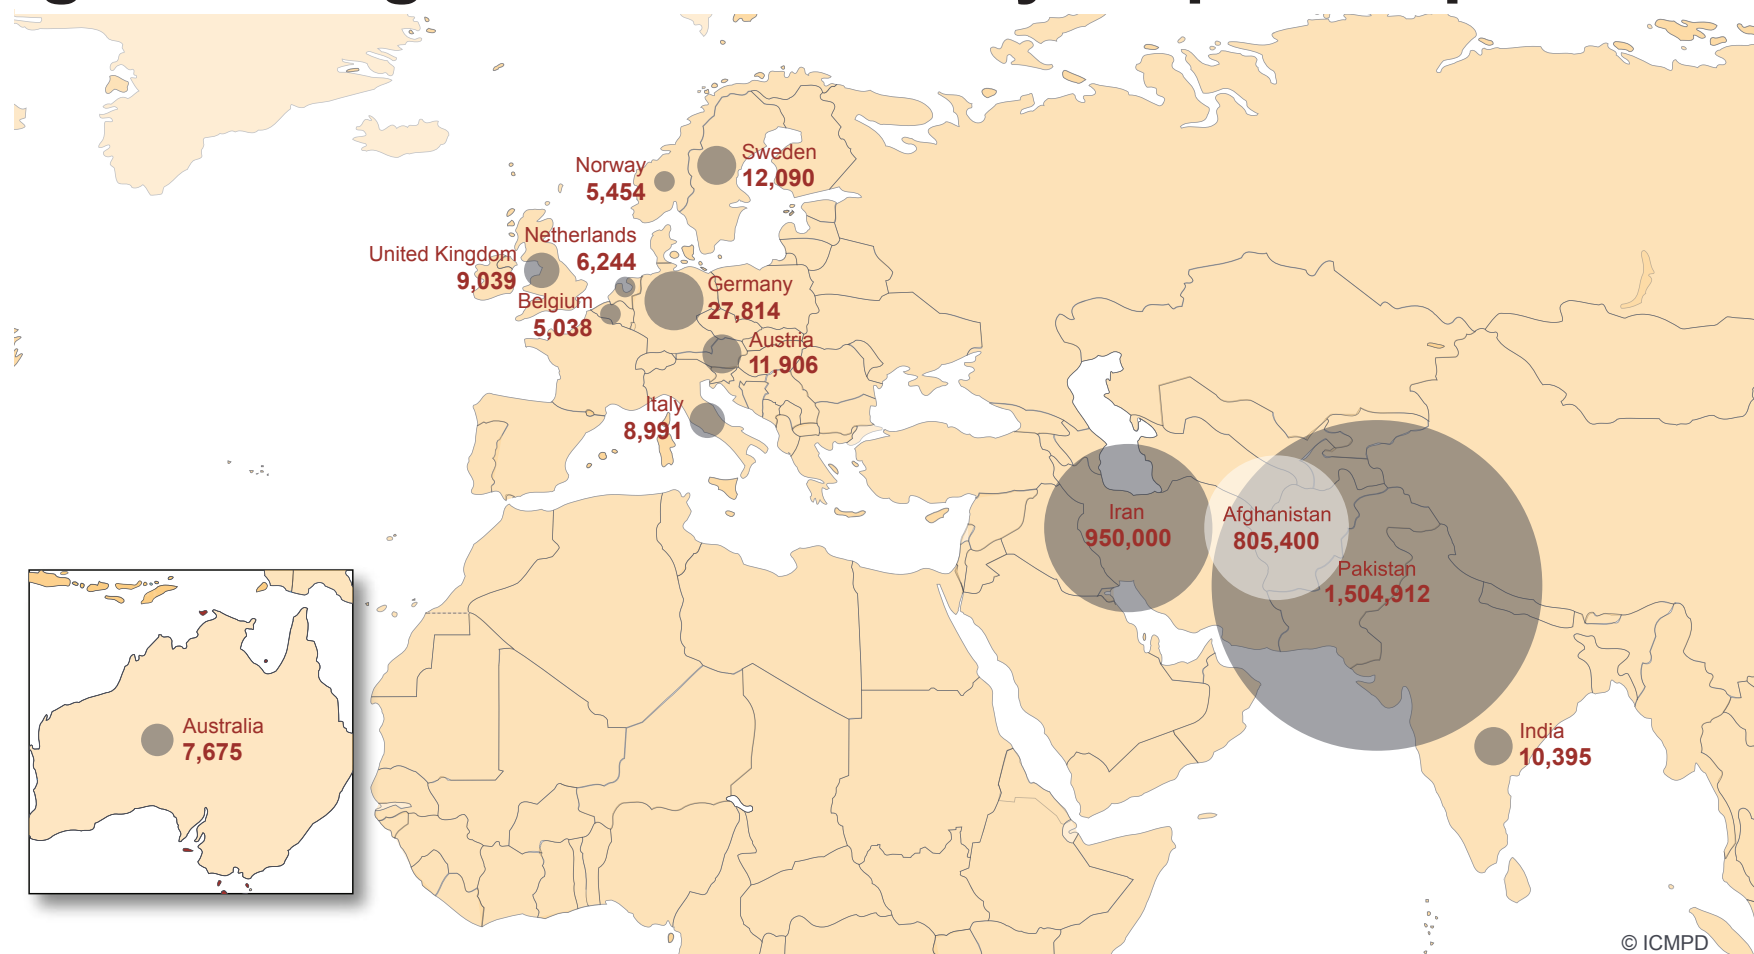 Sweden
12,090
Norway
5,454
Netherlands
6,244
United Kingdom
9,039
Germany
27,814
Belgium
5,038
Austria
11,906
Italy
8,991
Iran
950,000
Afghanistan
805,400
Pakistan
1,504,912
Australia
7,675
India
10,395
© ICMPD